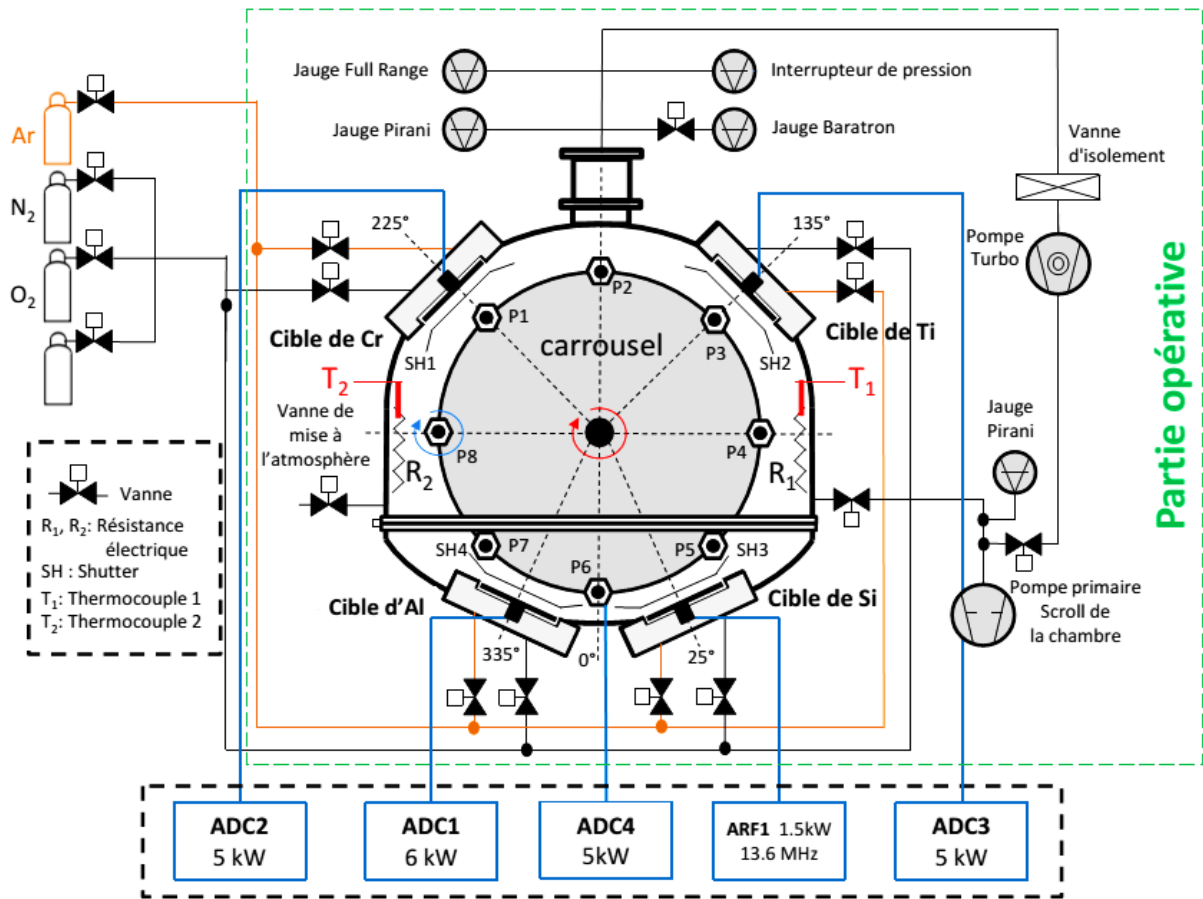 Jauge Full Range
Interrupteur de pression
Jauge Pirani
Jauge Baratron
Vanne
d'isolement
Pompe
Turbo
Partie opérative
Ar
N₂
O₂
225°
135°
P2
P1
P3
carrousel
Cible de Cr
Cible de Ti
SH1
SH2
T₂
T₁
Vanne de
mise à
l'atmosphère
P8
P4
R₂
R₁
Jauge
Pirani
Vanne
R₁, R₂: Résistance
électrique
SH : Shutter
T₁: Thermocouple 1
T₂: Thermocouple 2
SH4
P7
P6
P5
SH3
Cible d'Al
Cible de Si
Pompe primaire
Scroll de
la chambre
335°
0°
25°
ADC2
5 kW
ADC1
6 kW
ADC4
5kW
ARF1 1.5kW
13.6 MHz
ADC3
5 kW